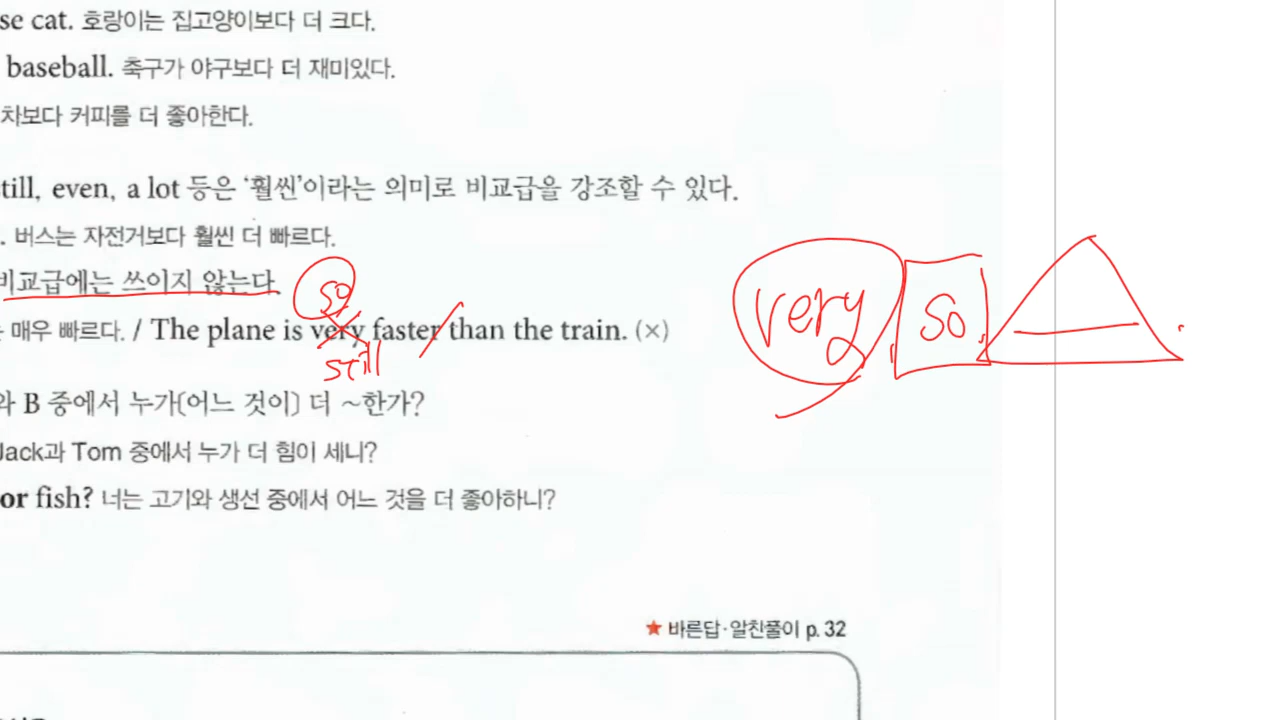 se cat. 호랑이는 집고양이보다 더 크다.
baseball. 축구가 야구보다 더 재미있다.
차보다 커피를 더 좋아한다.
till, even, a lot 등은 ‘훨씬’이라는 의미로 비교급을 강조할 수 있다.
. 버스는 자전거보다 훨씬 더 빠르다.
비교급에는 쓰이지 않는다.
so
매우 빠르다. / The plane is very faster than the train. (×)
still
very so
와 B 중에서 누가(어느 것이) 더 ~한가?
Jack과 Tom 중에서 누가 더 힘이 세니?
or fish? 너는 고기와 생선 중에서 어느 것을 더 좋아하니?
★ 바른답·알찬풀이 p. 32